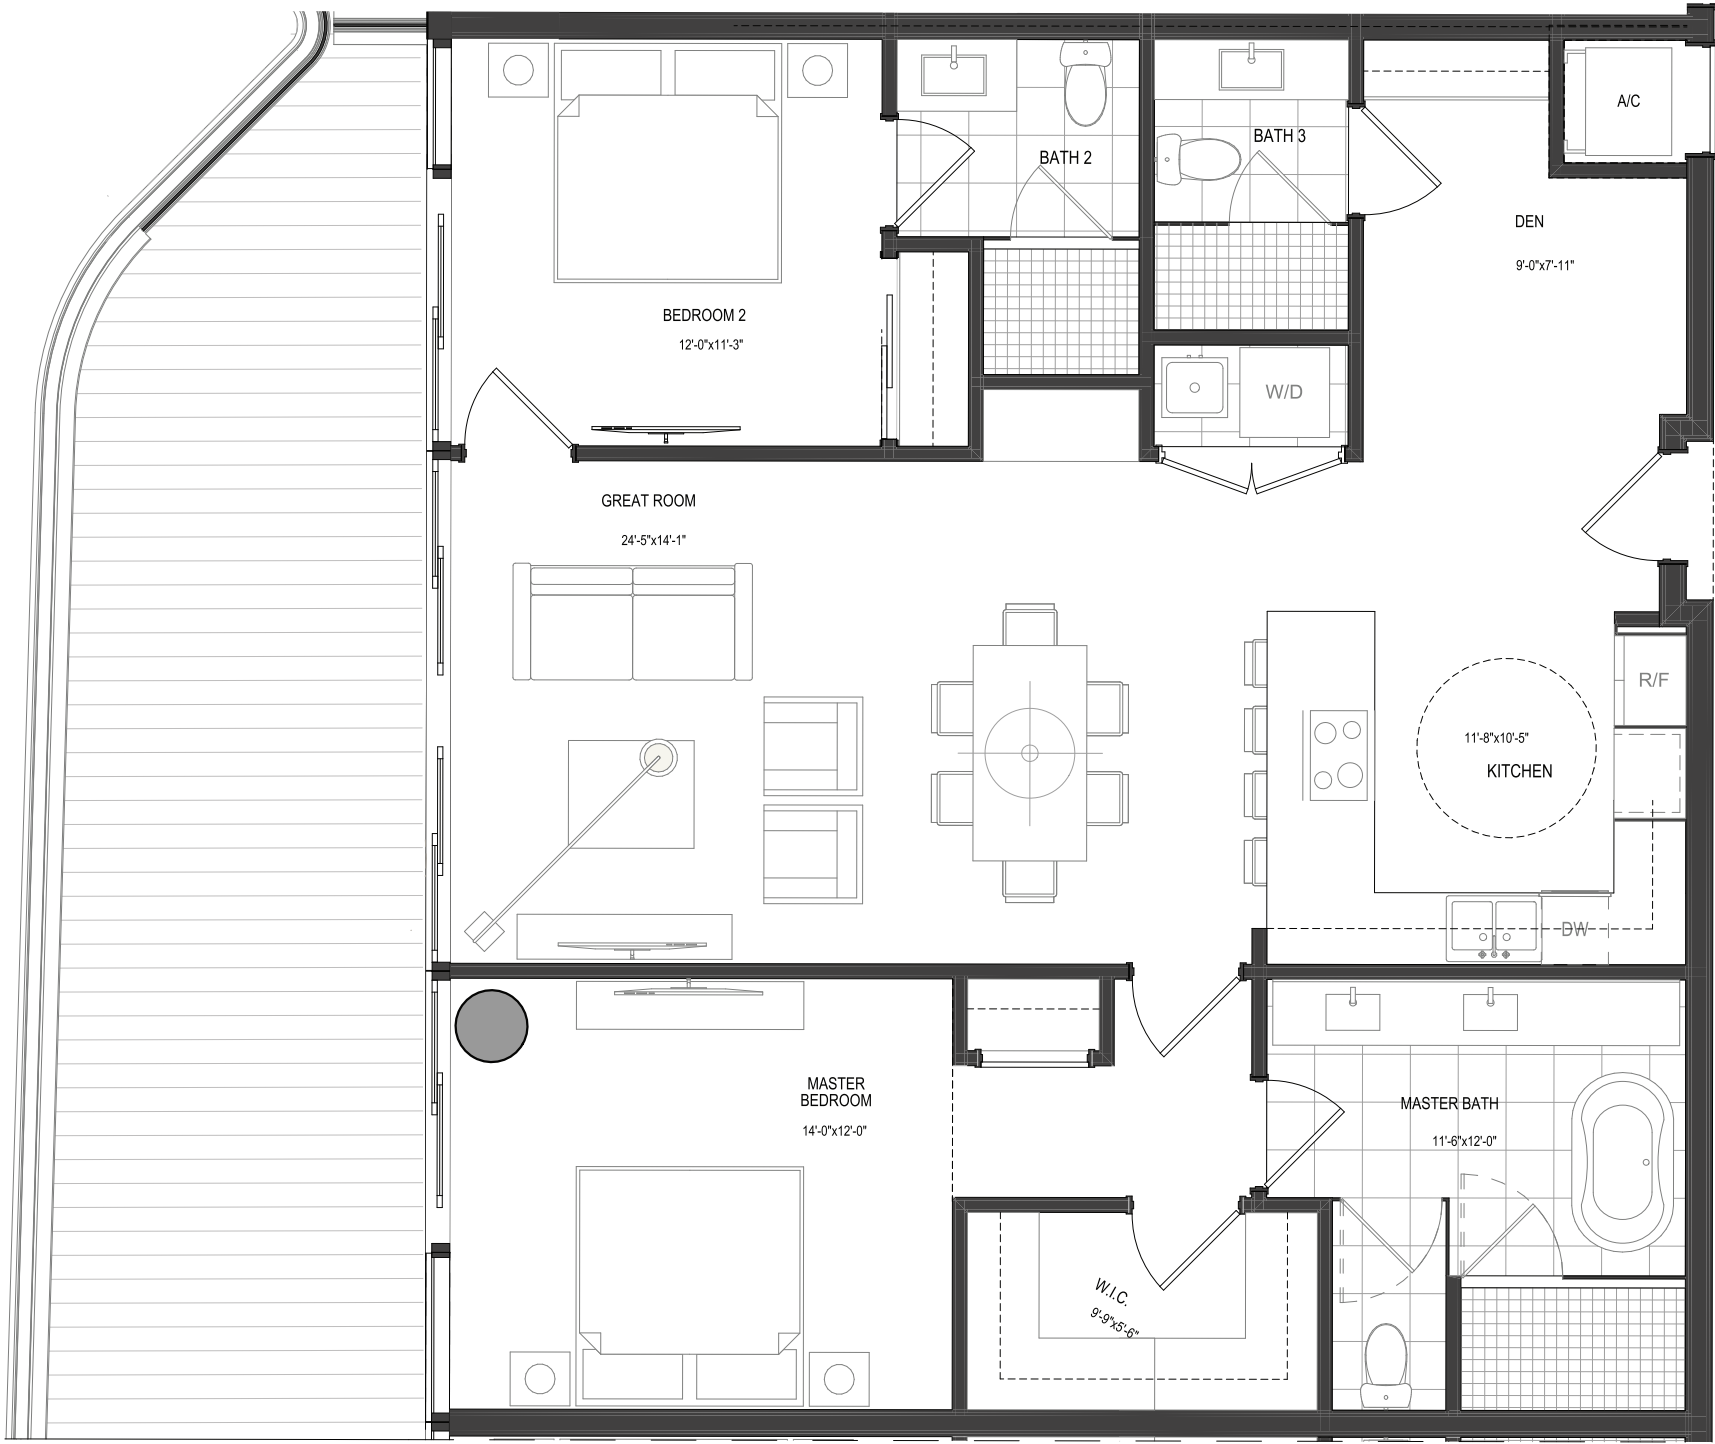 A/C
BATH 2
BATH 3
DEN
9'-0"x7'-11"
BEDROOM 2
12'-0"x11'-3"
W/D
GREAT ROOM
24'-5"x14'-1"
R/F
11'-8"x10'-5"
KITCHEN
DW
MASTER
BEDROOM
14'-0"x12'-0"
MASTER BATH
11'-6"x12'-0"
W.I.C.
9'-9"x5'-6"